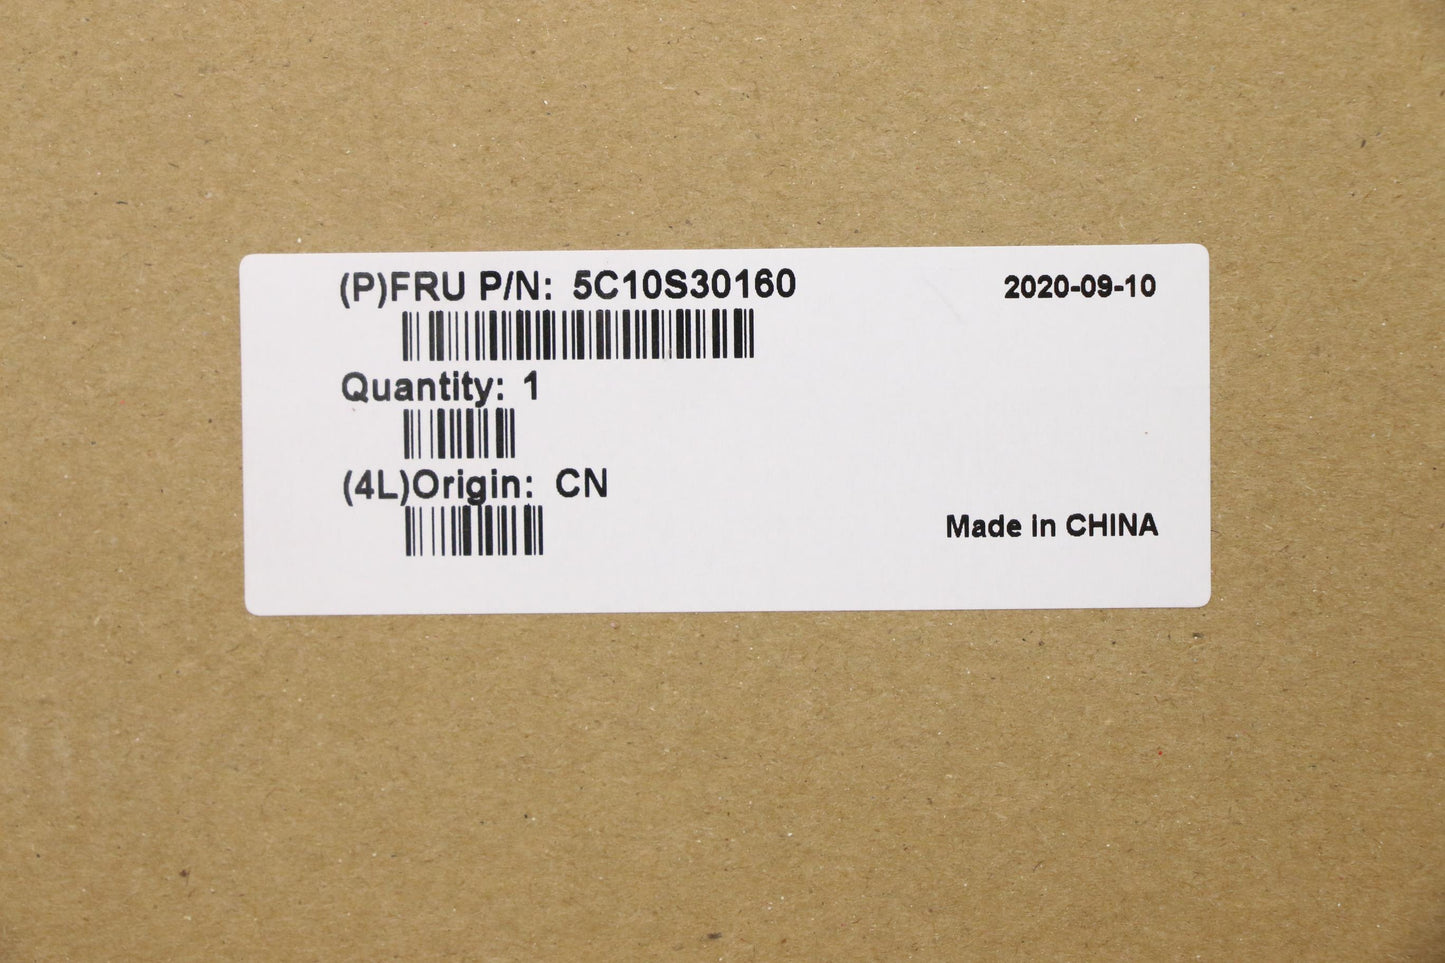 (P)FRU P/N: 5C10S30160 2020-09-10
Quantity: 1
(4L)Origin: CN
Made in CHINA